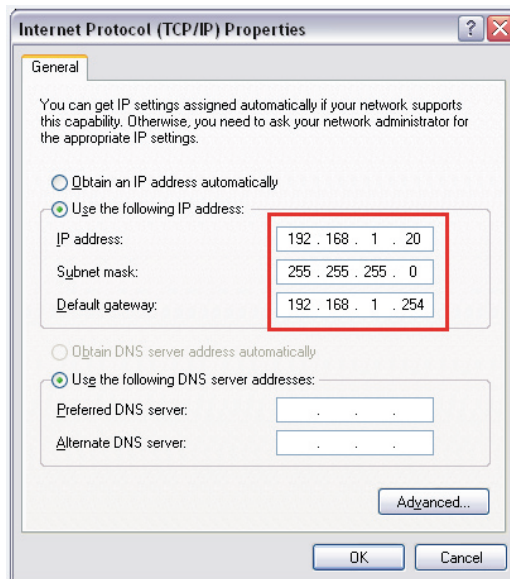 Internet Protocol (TCP/IP) Properties
General
You can get IP settings assigned automatically if your network supports
this capability. Otherwise, you need to ask your network administrator for
the appropriate IP settings.
Obtain an IP address automatically
Use the following IP address:
IP address: 192 . 168 . 1 . 20
Subnet mask: 255 . 255 . 255 . 0
Default gateway: 192 . 168 . 1 . 254
Obtain DNS server address automatically
Use the following DNS server addresses:
Preferred DNS server: . . .
Alternate DNS server: . . .
Advanced...
OK Cancel